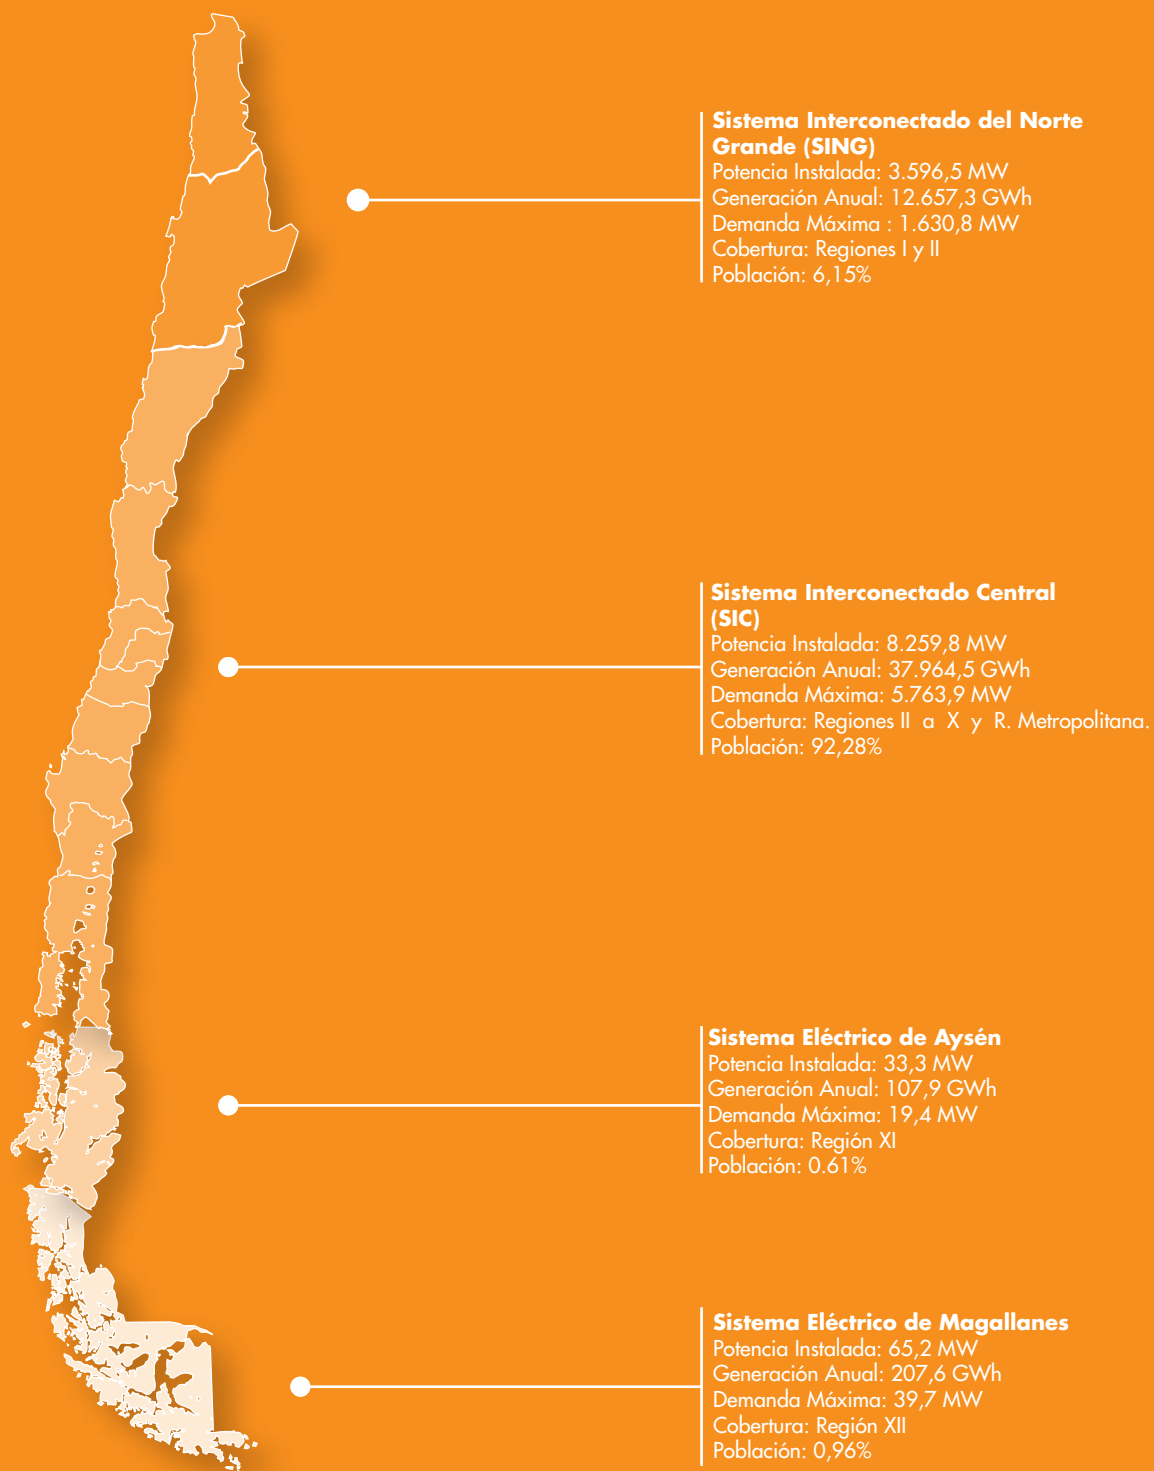 Sistema Interconectado del Norte
Grande (SING)
Potencia Instalada: 3.596,5 MW
Generación Anual: 12.657,3 GWh
Demanda Máxima : 1.630,8 MW
Cobertura: Regiones I y II
Población: 6,15%
Sistema Interconectado Central
(SIC)
Potencia Instalada: 8.259,8 MW
Generación Anual: 37.964,5 GWh
Demanda Máxima: 5.763,9 MW
Cobertura: Regiones II a X y R. Metropolitana.
Población: 92,28%
Sistema Eléctrico de Aysén
Potencia Instalada: 33,3 MW
Generación Anual: 107,9 GWh
Demanda Máxima: 19,4 MW
Cobertura: Región XI
Población: 0.61%
Sistema Eléctrico de Magallanes
Potencia Instalada: 65,2 MW
Generación Anual: 207,6 GWh
Demanda Máxima: 39,7 MW
Cobertura: Región XII
Población: 0,96%